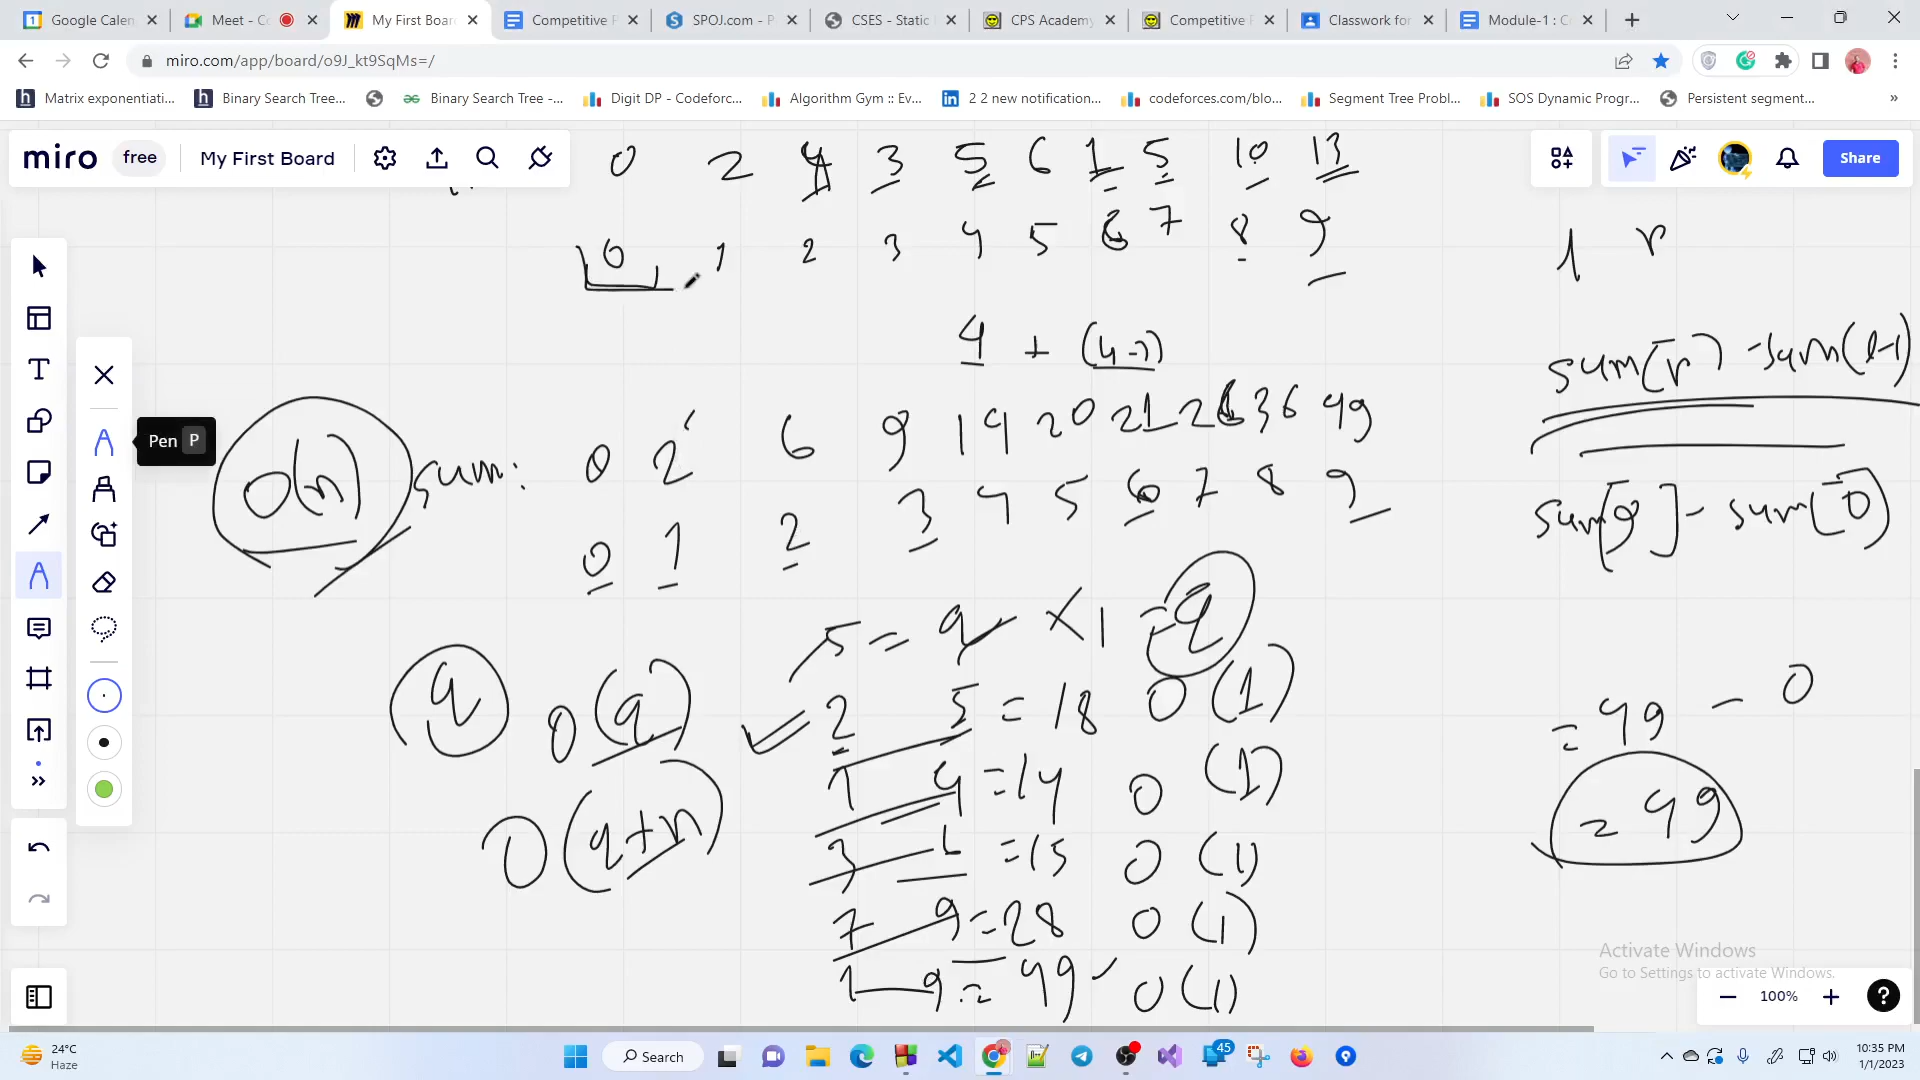 Google Calen
Meet - C
My First Boar
Competitive P
SPOJ.com - P
CSES - Static
CPS Academy
Competitive P
Classwork for
Module-1 : C
miro.com/app/board/o9J_kt9SqMs=/
Matrix exponentiati...
Binary Search Tree...
Binary Search Tree -...
Digit DP - Codeforc...
Algorithm Gym :: Ev...
2 2 new notification...
codeforces.com/blo...
Segment Tree Probl...
SOS Dynamic Progr...
Persistent segment...
»
miro free My First Board
Share
0 2 4 3 5 6 1 5 10 13
0 1 2 3 4 5 6 7 8 9
l r
4 + (4-1)
sum[r] - sum(l-1)
Pen P
O(n) sum: 0 2 6 9 14 20 21 26 36 49
0 1 2 3 4 5 6 7 8 9
sum[9] - sum[0]
5 = q × 1 = q
q O(q)
2 5 = 18 O(1)
= 49 - 0
1 4 = 14 O(1)
O(q+n)
= 49
3 6 = 15 O(1)
7 9 = 28 O(1)
1 9 = 49 O(1)
Activate Windows
Go to Settings to activate Windows.
100%
24°C
Haze
Search
45
10:35 PM
1/1/2023